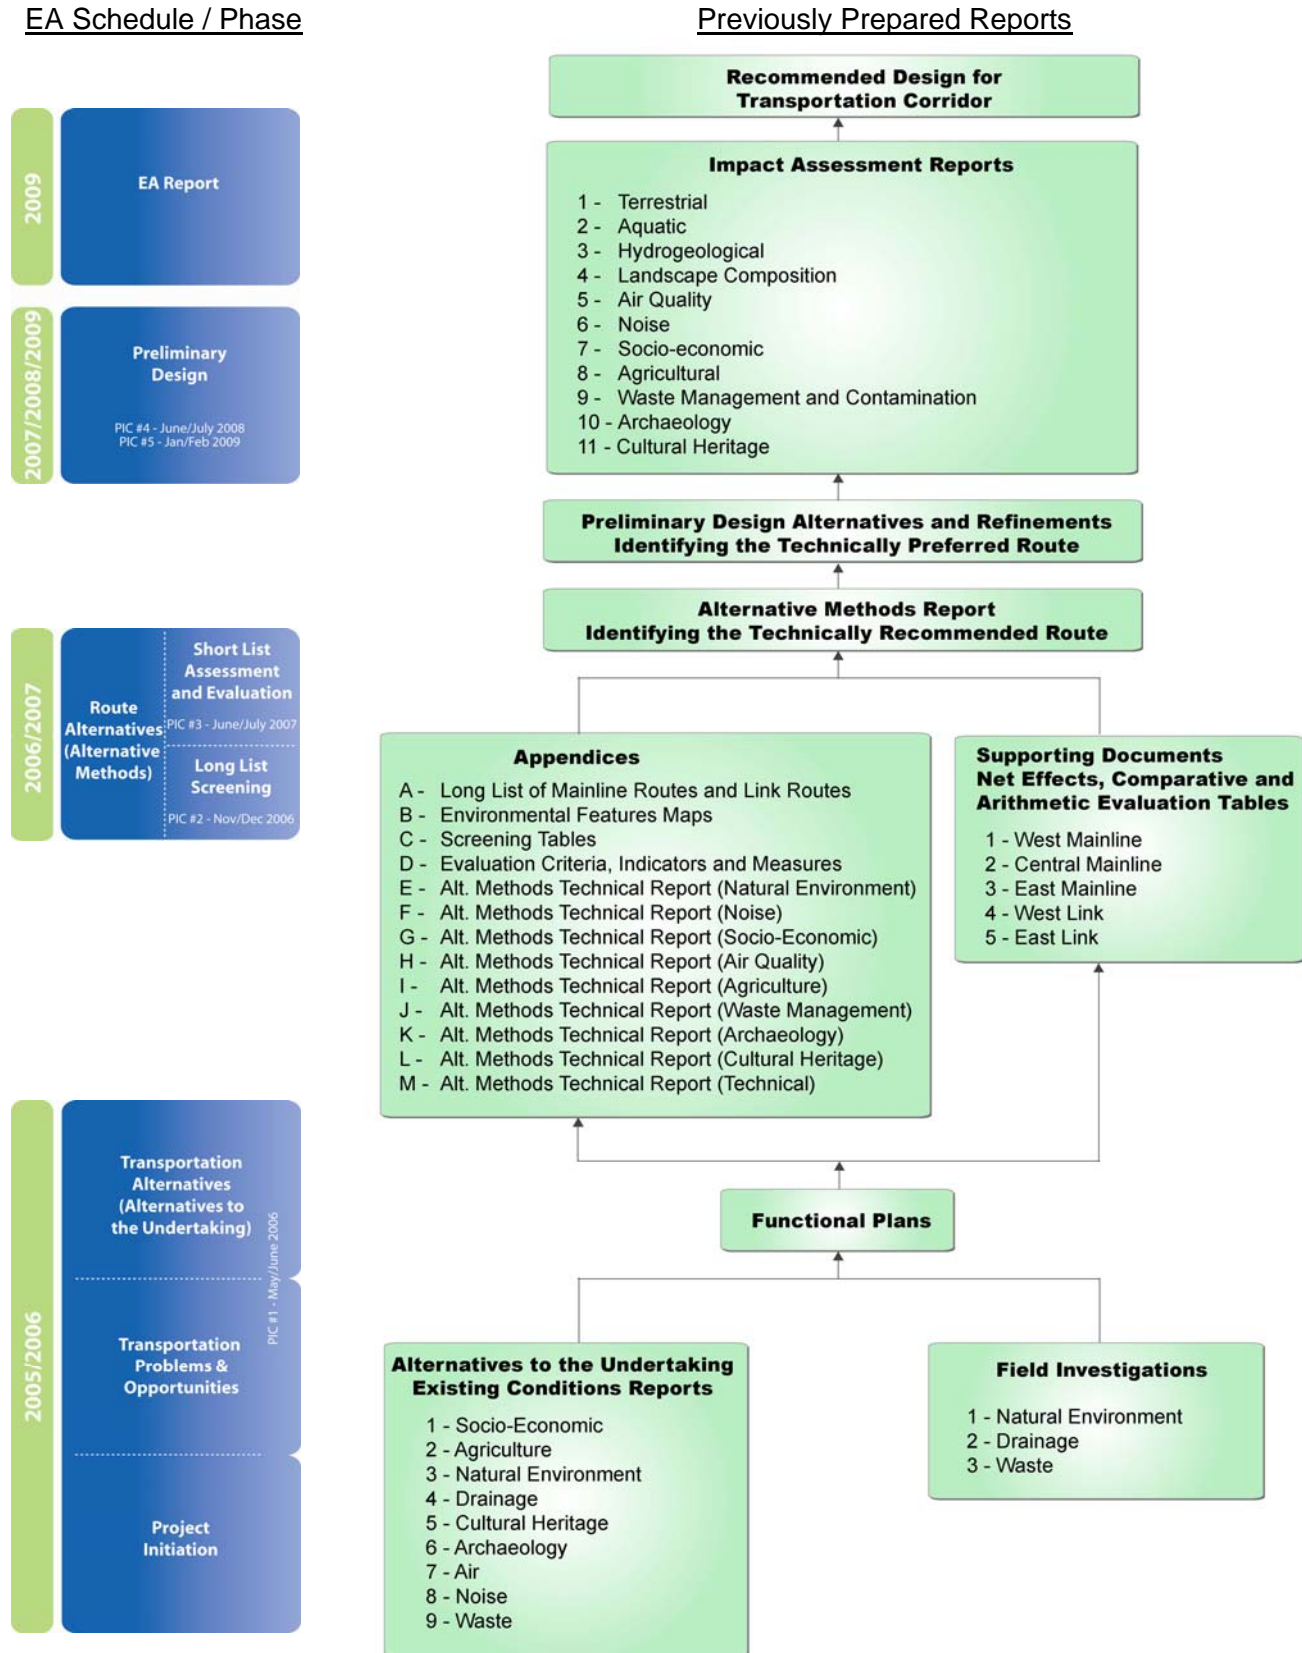 EA Schedule / Phase
Previously Prepared Reports
2009
EA Report
2007/2008/2009
Preliminary
Design
PIC #4 - June/July 2008
PIC #5 - Jan/Feb 2009
2006/2007
Route
Alternatives
(Alternative
Methods)
Short List
Assessment
and Evaluation
PIC #3 - June/July 2007
Long List
Screening
PIC #2 - Nov/Dec 2006
2005/2006
Transportation
Alternatives
(Alternatives to
the Undertaking)
PIC #1 - May/June 2006
Transportation
Problems &
Opportunities
Project
Initiation
Recommended Design for
Transportation Corridor
Impact Assessment Reports
1 - Terrestrial
2 - Aquatic
3 - Hydrogeological
4 - Landscape Composition
5 - Air Quality
6 - Noise
7 - Socio-economic
8 - Agricultural
9 - Waste Management and Contamination
10 - Archaeology
11 - Cultural Heritage
Preliminary Design Alternatives and Refinements
Identifying the Technically Preferred Route
Alternative Methods Report
Identifying the Technically Recommended Route
Appendices
A - Long List of Mainline Routes and Link Routes
B - Environmental Features Maps
C - Screening Tables
D - Evaluation Criteria, Indicators and Measures
E - Alt. Methods Technical Report (Natural Environment)
F - Alt. Methods Technical Report (Noise)
G - Alt. Methods Technical Report (Socio-Economic)
H - Alt. Methods Technical Report (Air Quality)
I - Alt. Methods Technical Report (Agriculture)
J - Alt. Methods Technical Report (Waste Management)
K - Alt. Methods Technical Report (Archaeology)
L - Alt. Methods Technical Report (Cultural Heritage)
M - Alt. Methods Technical Report (Technical)
Supporting Documents
Net Effects, Comparative and
Arithmetic Evaluation Tables
1 - West Mainline
2 - Central Mainline
3 - East Mainline
4 - West Link
5 - East Link
Functional Plans
Alternatives to the Undertaking
Existing Conditions Reports
1 - Socio-Economic
2 - Agriculture
3 - Natural Environment
4 - Drainage
5 - Cultural Heritage
6 - Archaeology
7 - Air
8 - Noise
9 - Waste
Field Investigations
1 - Natural Environment
2 - Drainage
3 - Waste